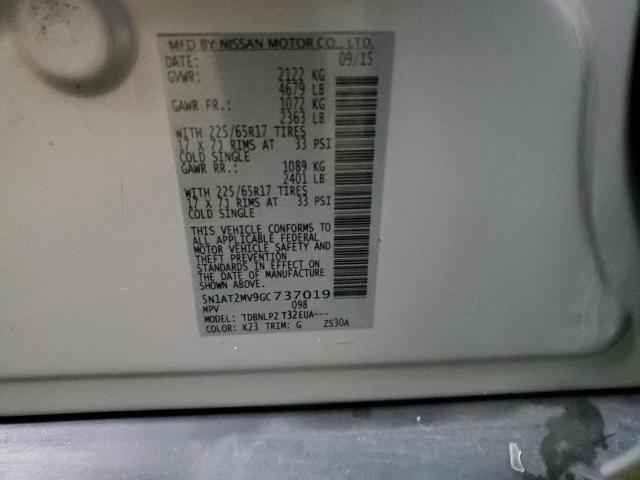 MFD BY NISSAN MOTOR CO., LTD.
DATE: 09/15
GVWR: 2122 KG
4679 LB
GAWR FR.: 1072 KG
2363 LB
WITH 225/65R17 TIRES
17 X 7J RIMS AT 33 PSI
COLD SINGLE
GAWR RR.: 1089 KG
2401 LB
WITH 225/65R17 TIRES
17 X 7J RIMS AT 33 PSI
COLD SINGLE
THIS VEHICLE CONFORMS TO
ALL APPLICABLE FEDERAL
MOTOR VEHICLE SAFETY AND
THEFT PREVENTION
STANDARDS IN EFFECT ON
THE DATE OF MANUFACTURE
SHOWN ABOVE.
5N1AT2MV9GC737019
MPV 098
MODEL: TDBNLPZ T32EUA---
COLOR: K23 TRIM: G ZS30A